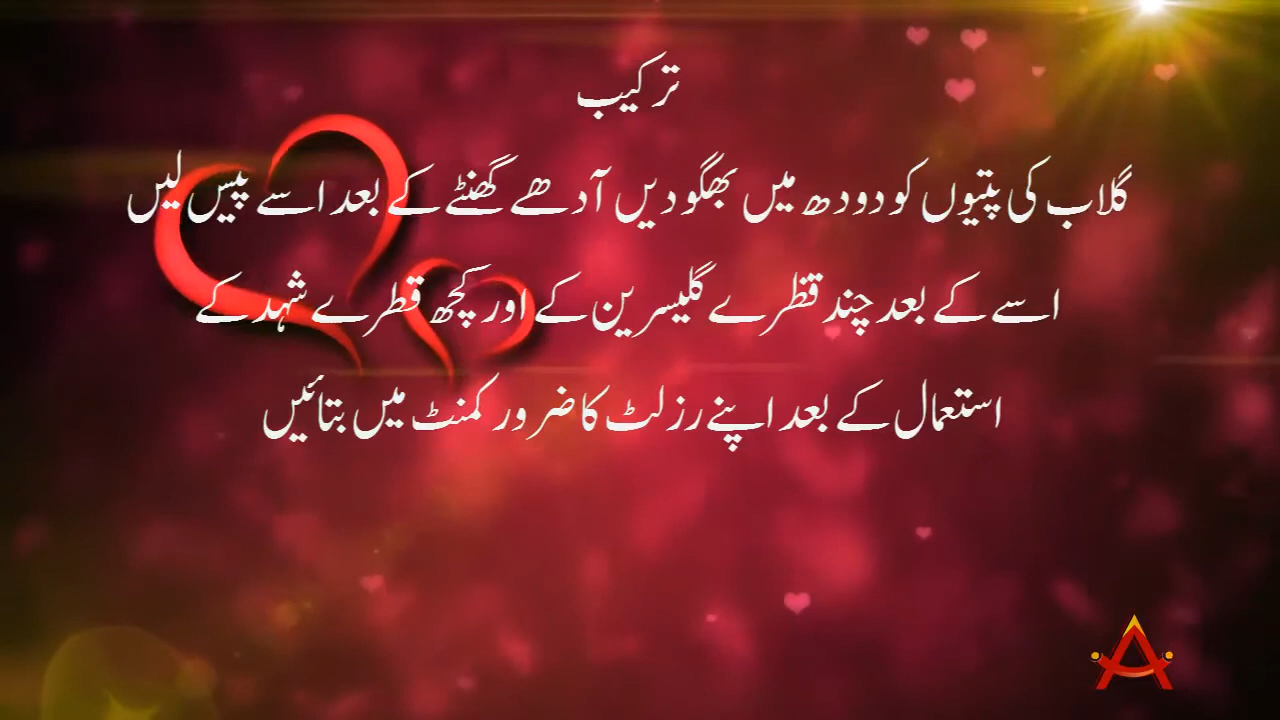 ترکیب
گلاب کی پتیوں کو دودھ میں بھگو دیں آدھے گھنٹے کے بعد اسے پیس لیں
اسے کے بعد چند قظرے گلیسرین کے اور کچھ قطرے شہد کے
استعمال کے بعد اپنے رزلٹ کا ضرور کمنٹ میں بتائیں